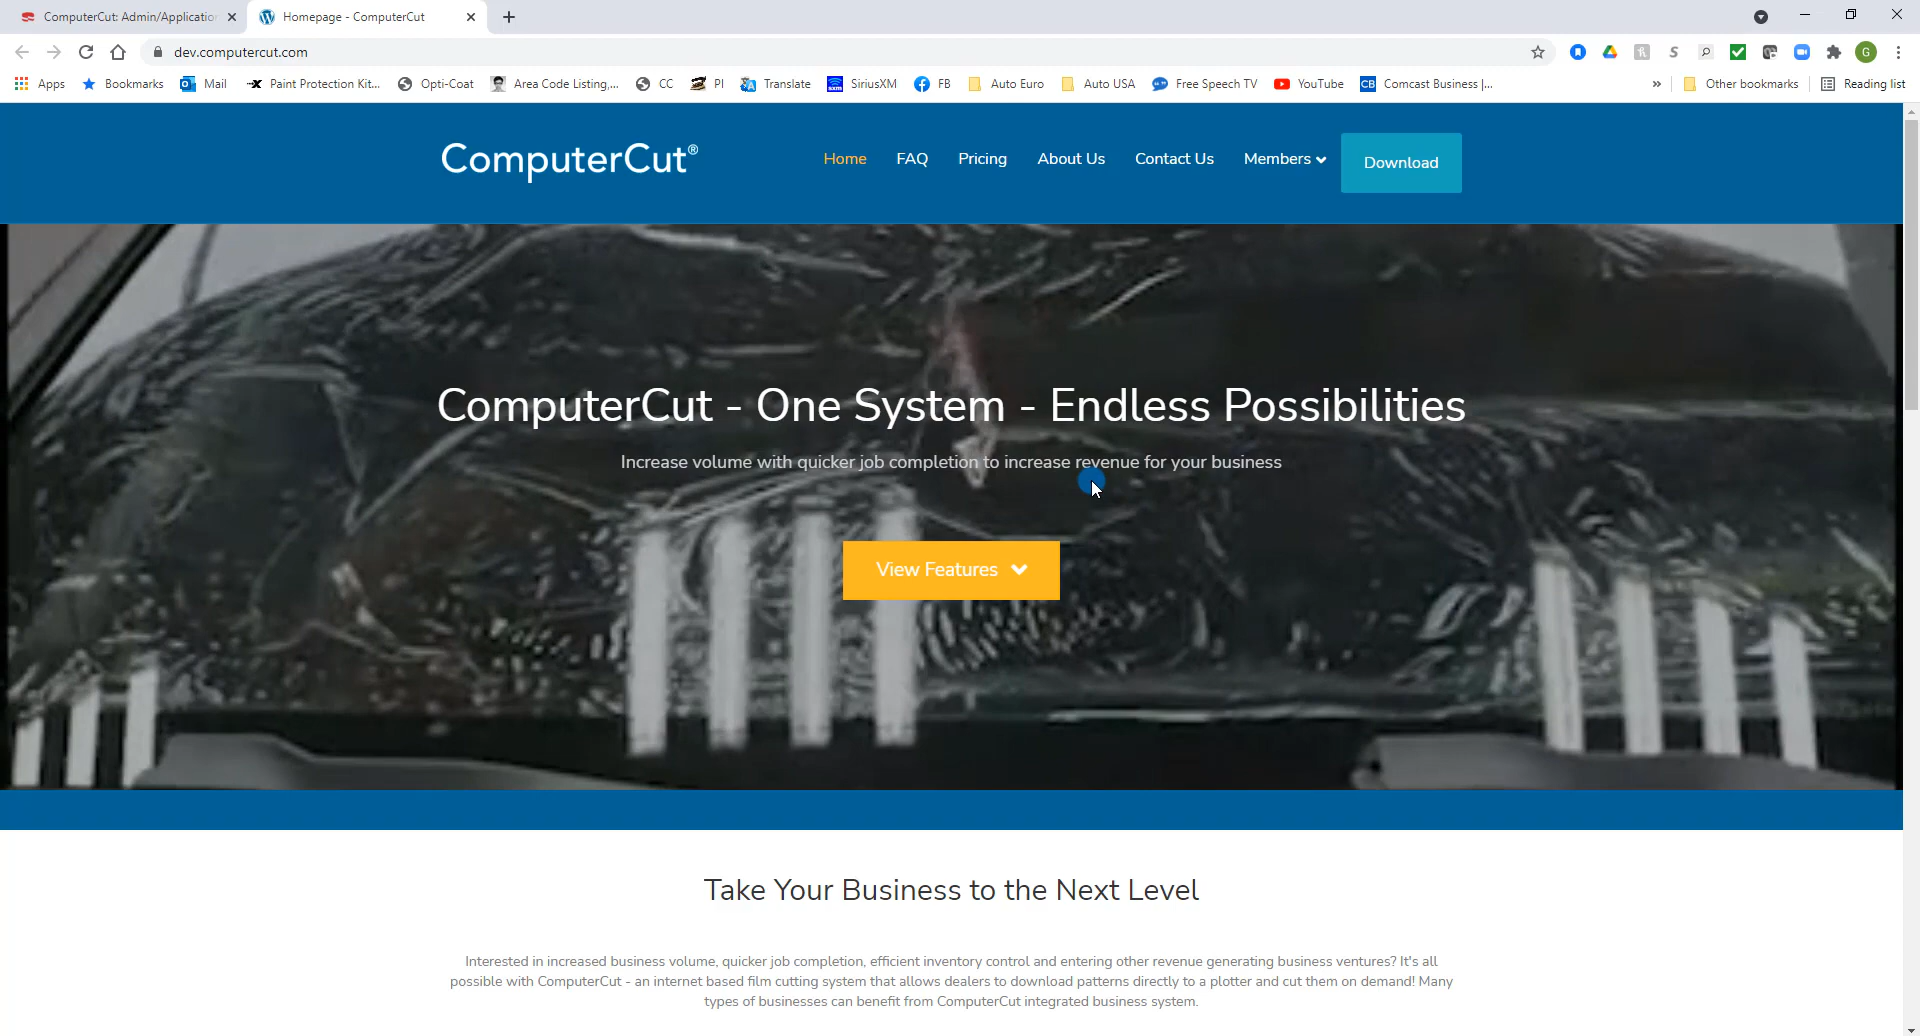 ComputerCut: Admin/Application
Homepage - ComputerCut
dev.computercut.com
G
Apps
Bookmarks
Mail
Paint Protection Kit...
Opti-Coat
Area Code Listing,...
CC
PI
Translate
SiriusXM
FB
Auto Euro
Auto USA
Free Speech TV
YouTube
CB Comcast Business |...
»
Other bookmarks
Reading list
ComputerCut®
Home
FAQ
Pricing
About Us
Contact Us
Members
Download
ComputerCut - One System - Endless Possibilities
Increase volume with quicker job completion to increase revenue for your business
View Features
Take Your Business to the Next Level
Interested in increased business volume, quicker job completion, efficient inventory control and entering other revenue generating business ventures? It's all
possible with ComputerCut - an internet based film cutting system that allows dealers to download patterns directly to a plotter and cut them on demand! Many
types of businesses can benefit from ComputerCut integrated business system.